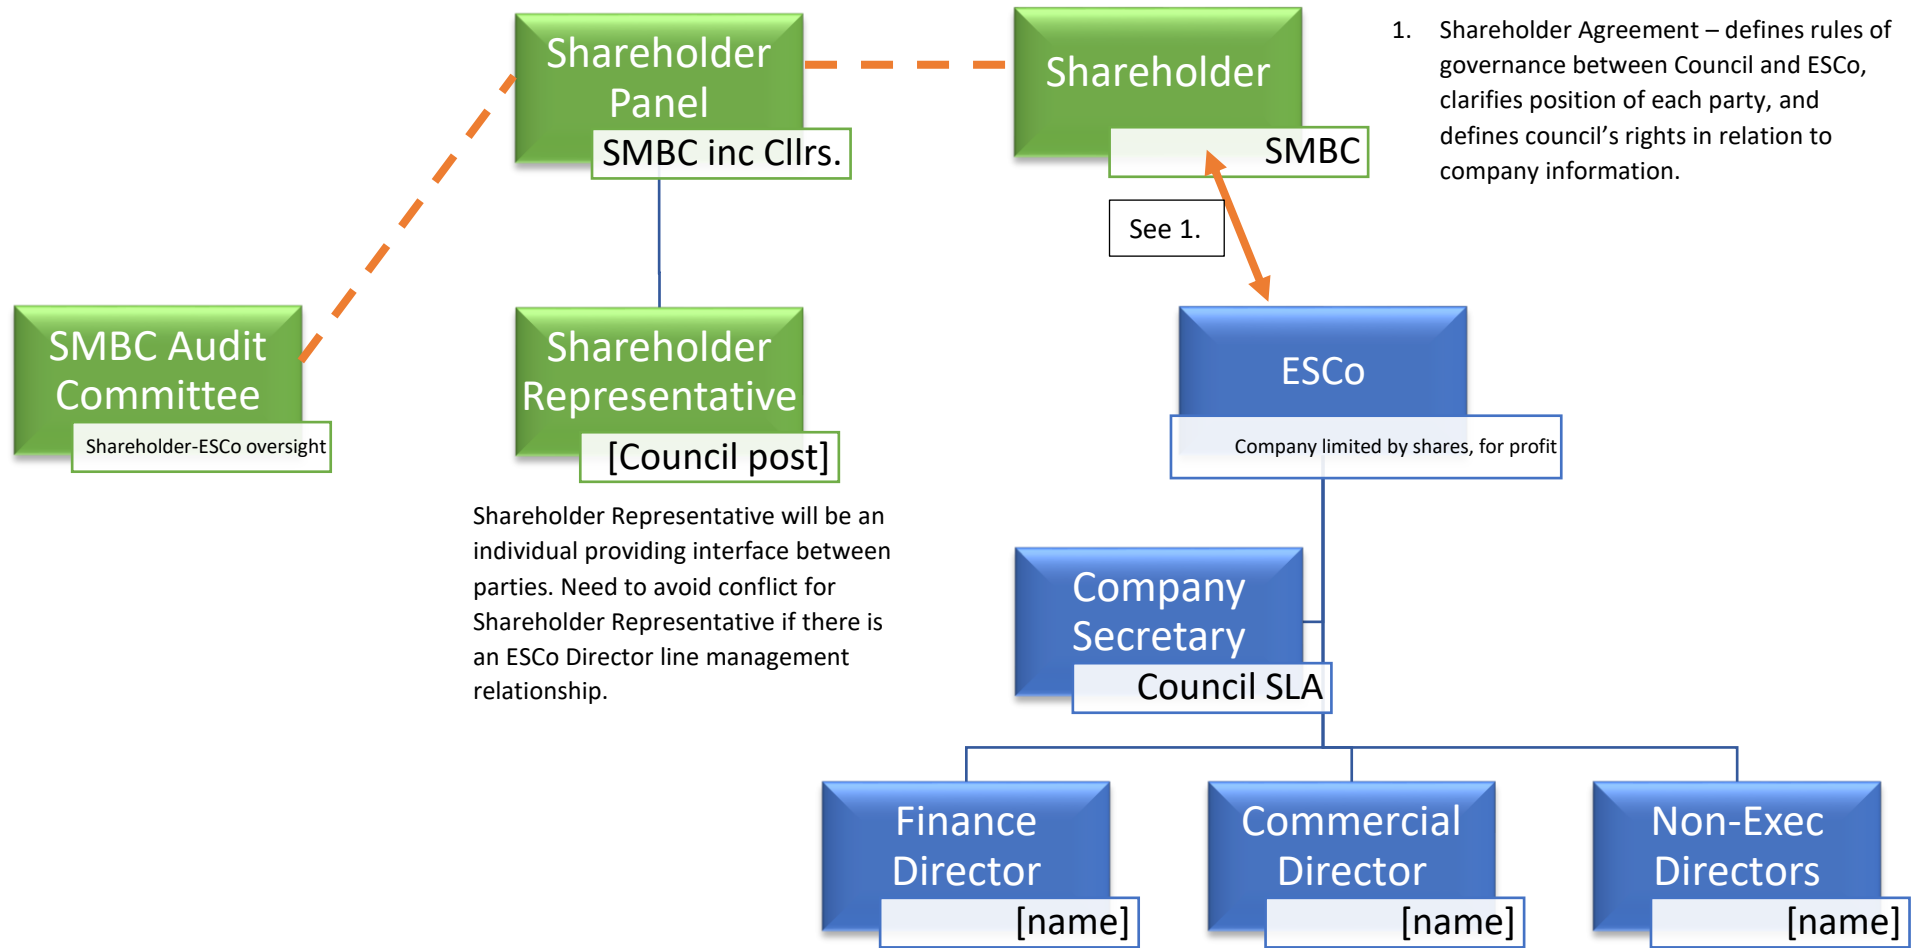 Shareholder
Panel
SMBC inc Cllrs.
Shareholder
SMBC
1. Shareholder Agreement – defines rules of
governance between Council and ESCo,
clarifies position of each party, and
defines council’s rights in relation to
company information.
See 1.
SMBC Audit
Committee
Shareholder-ESCo oversight
Shareholder
Representative
[Council post]
ESCo
Company limited by shares, for profit
Shareholder Representative will be an
individual providing interface between
parties. Need to avoid conflict for
Shareholder Representative if there is
an ESCo Director line management
relationship.
Company
Secretary
Council SLA
Finance
Director
[name]
Commercial
Director
[name]
Non-Exec
Directors
[name]